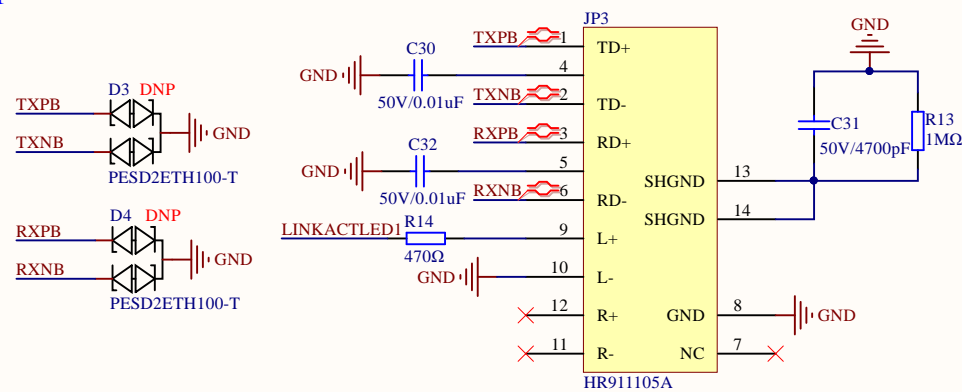 JP3
TXPB 1 TD+
C30
GND 4
50V/0.01uF
TXNB 2 TD-
RXPB 3 RD+
C32
GND 5
50V/0.01uF
RXNB 6 RD-
LINKACTLED1 R14 9 L+
470Ω
GND 10 L-
12 R+
11 R-
SHGND 13
SHGND 14
GND 8 GND
NC 7
HR911105A
GND
C31
50V/4700pF
R13
1MΩ
D3 DNP
TXPB
GND
TXNB
PESD2ETH100-T
D4 DNP
RXPB
GND
RXNB
PESD2ETH100-T